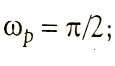 ωₚ = π/2;